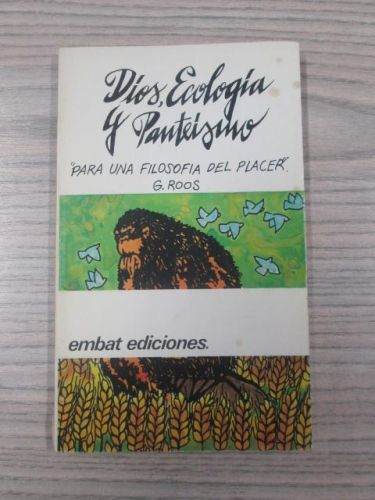 Dios, Ecología
y Panteísmo
"PARA UNA FILOSOFIA DEL PLACER".
G. ROOS
embat ediciones.